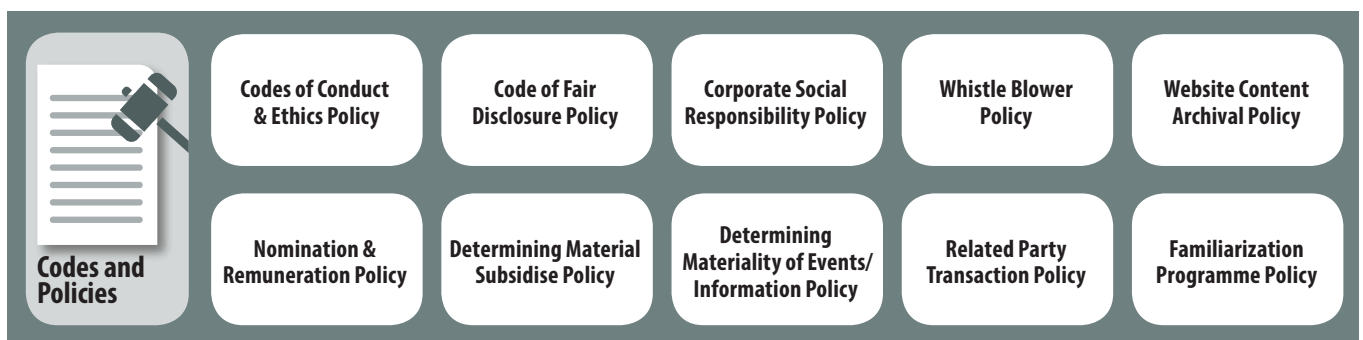 Codes and
Policies
Codes of Conduct
& Ethics Policy
Code of Fair
Disclosure Policy
Corporate Social
Responsibility Policy
Whistle Blower
Policy
Website Content
Archival Policy
Nomination &
Remuneration Policy
Determining Material
Subsidise Policy
Determining
Materiality of Events/
Information Policy
Related Party
Transaction Policy
Familiarization
Programme Policy